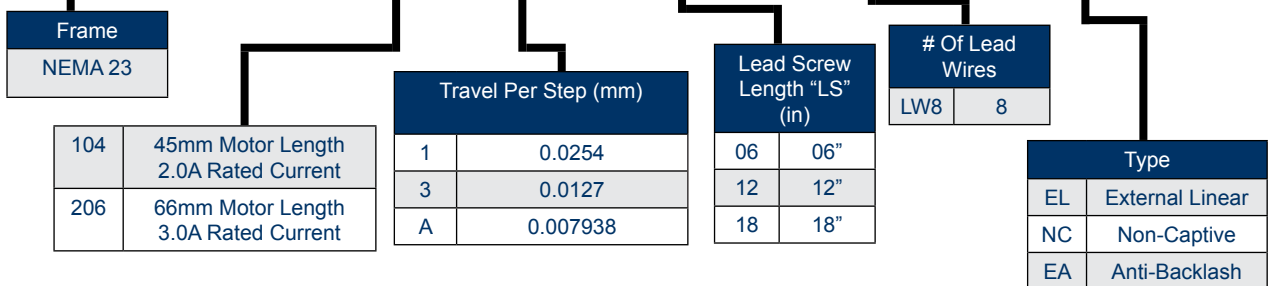 Frame
NEMA 23
104 45mm Motor Length
2.0A Rated Current
206 66mm Motor Length
3.0A Rated Current
Travel Per Step (mm)
1 0.0254
3 0.0127
A 0.007938
Lead Screw
Length “LS”
(in)
06 06”
12 12”
18 18”
# Of Lead
Wires
LW8 8
Type
EL External Linear
NC Non-Captive
EA Anti-Backlash